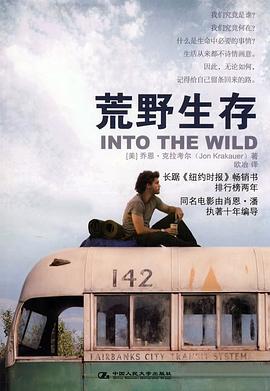 我们究竟是谁?
我们究竟何在?
什么是生命中必要的事情?
生活从来都不诗情画意。
因此,无论如何,
记得给自己留条回来的路。
荒野生存
INTO THE WILD
[美] 乔恩·克拉考尔(Jon Krakauer) 著
欧冶 译
长踞《纽约时报》畅销书
排行榜两年
同名电影由肖恩·潘
执著十年编导
142
FAIRBANKS CITY TRANSIT SYSTEM
中国人民大学出版社